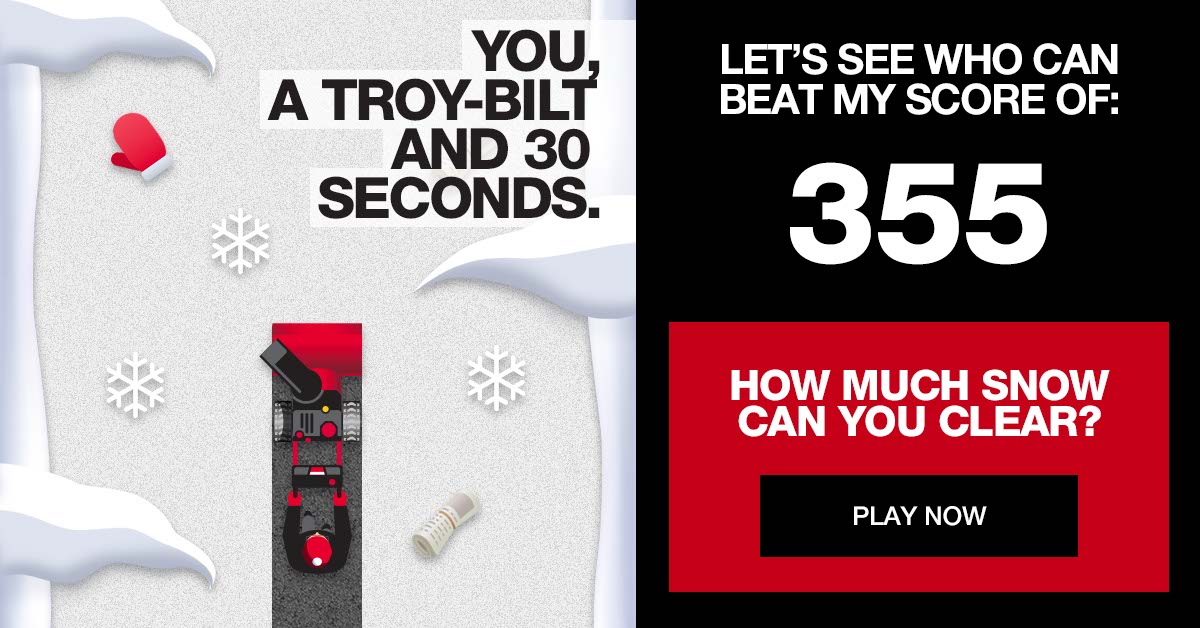 YOU,
A TROY-BILT
AND 30
SECONDS.
LET’S SEE WHO CAN
BEAT MY SCORE OF:
355
HOW MUCH SNOW
CAN YOU CLEAR?
PLAY NOW